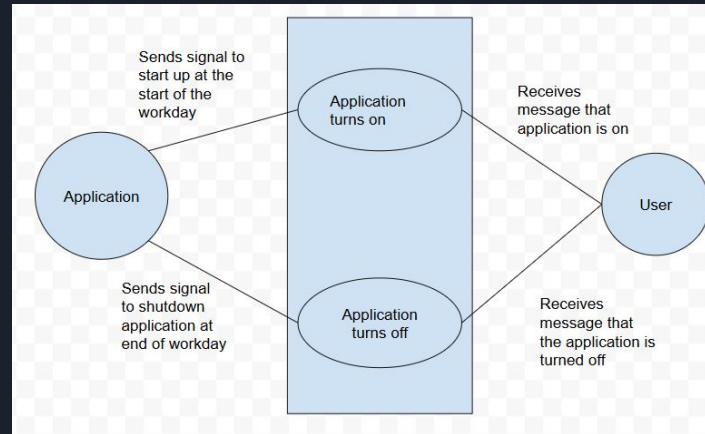 Sends signal to
start up at the
start of the
workday
Application
turns on
Receives
message that
application is on
Application
User
Sends signal
to shutdown
application at
end of workday
Application
turns off
Receives
message that
the application is
turned off